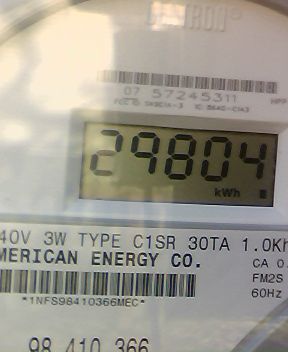 07 57245311
29804
kWh
40V 3W TYPE C1SR 30TA 1.0Kh
MERICAN ENERGY CO.
CA 0.
FM2S
60Hz
*1NFS98410366MEC*
98 410 366